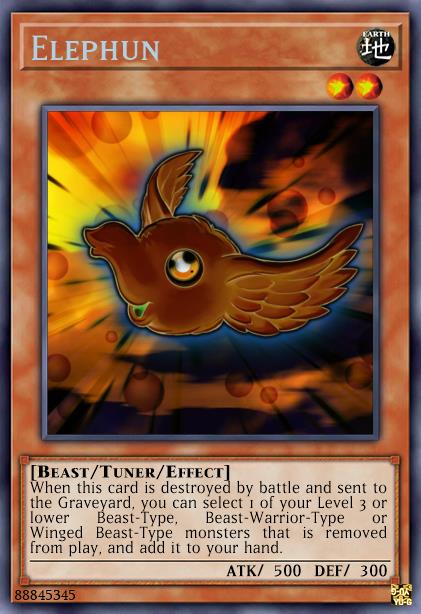 ELEPHUN
EARTH
地
[BEAST/TUNER/EFFECT]
When this card is destroyed by battle and sent to
the Graveyard, you can select 1 of your Level 3 or
lower Beast-Type, Beast-Warrior-Type or
Winged Beast-Type monsters that is removed
from play, and add it to your hand.
ATK/ 500 DEF/ 300
88845345